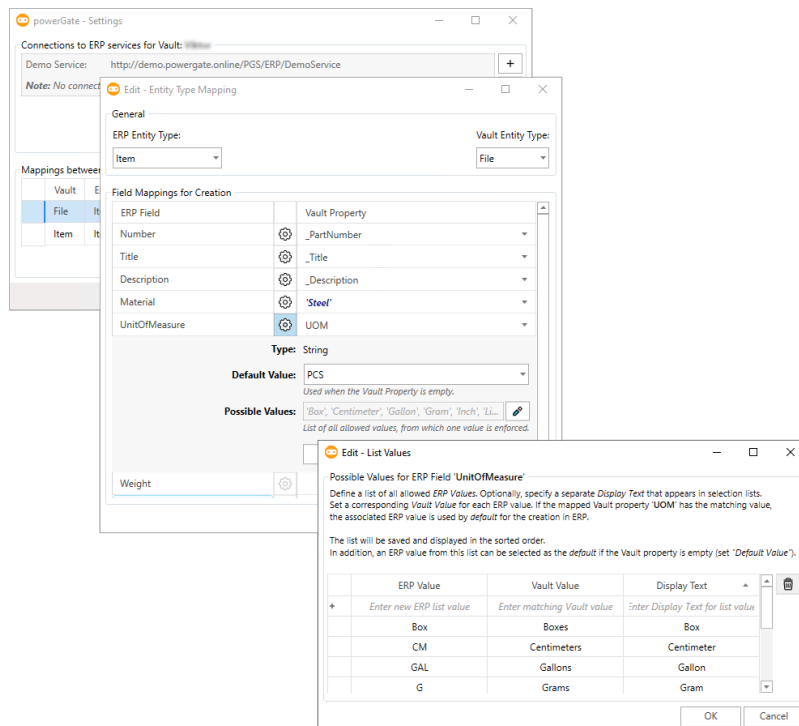 powerGate - Settings
Connections to ERP services for Vault:
Demo Service: http://demo.powergate.online/PGS/ERP/DemoService
+
Note: No connect
Mappings between
Vault E
File It
Item It
Edit - Entity Type Mapping
General
ERP Entity Type: Vault Entity Type:
Item File
Field Mappings for Creation
ERP Field Vault Property
Number _PartNumber
Title _Title
Description _Description
Material 'Steel'
UnitOfMeasure UOM
Type: String
Default Value: PCS
Used when the Vault Property is empty.
Possible Values: 'Box', 'Centimeter', 'Gallon', 'Gram', 'Inch', 'Li...
List of all allowed values, from which one value is enforced.
Weight
Edit - List Values
Possible Values for ERP Field 'UnitOfMeasure'
Define a list of all allowed ERP Values. Optionally, specify a separate Display Text that appears in selection lists.
Set a corresponding Vault Value for each ERP value. If the mapped Vault property 'UOM' has the matching value,
the associated ERP value is used by default for the creation in ERP.
The list will be saved and displayed in the sorted order.
In addition, an ERP value from this list can be selected as the default if the Vault property is empty (set "Default Value").
ERP Value Vault Value Display Text
+ Enter new ERP list value Enter matching Vault value Enter Display Text for list value
Box Boxes Box
CM Centimeters Centimeter
GAL Gallons Gallon
G Grams Gram
OK Cancel